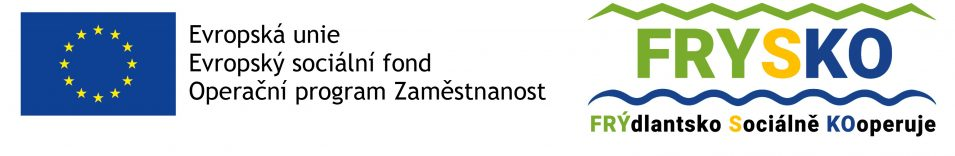 Evropská unie
Evropský sociální fond
Operační program Zaměstnanost
FRYSKO
FRÝdlantsko Sociálně KOoperuje